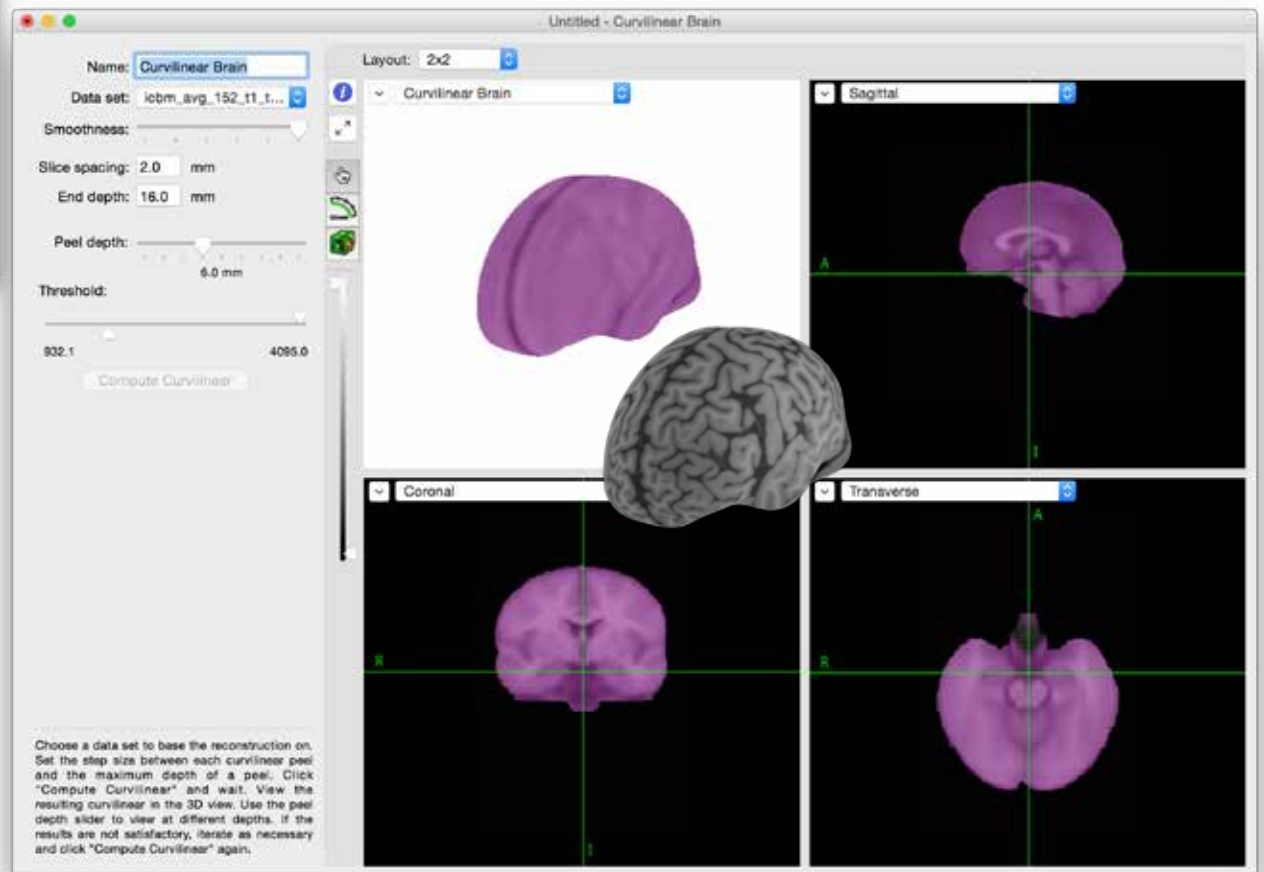 Untitled - Curvilinear Brain
Name: Curvilinear Brain
Data set: icbm_avg_152_t1_t...
Smoothness:
Slice spacing: 2.0 mm
End depth: 16.0 mm
Peel depth:
6.0 mm
Threshold:
932.1 4095.0
Compute Curvilinear
Choose a data set to base the reconstruction on.
Set the step size between each curvilinear peel
and the maximum depth of a peel. Click
"Compute Curvilinear" and wait. View the
resulting curvilinear in the 3D view. Use the peel
depth slider to view at different depths. If the
results are not satisfactory, iterate as necessary
and click "Compute Curvilinear" again.
Layout: 2x2
Curvilinear Brain
Sagittal
A
I
Coronal
R
I
Transverse
A
R